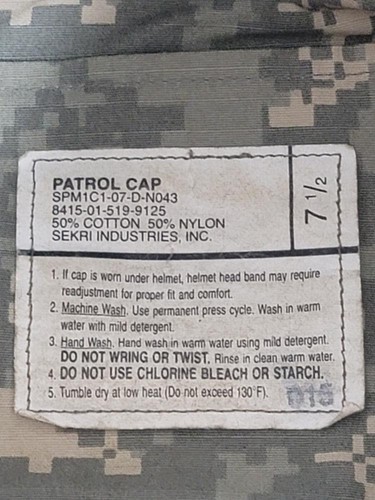 PATROL CAP
SPM1C1-07-D-N043
8415-01-519-9125
50% COTTON 50% NYLON
SEKRI INDUSTRIES, INC.
7 1/2
1. If cap is worn under helmet, helmet head band may require
readjustment for proper fit and comfort.
2. Machine Wash. Use permanent press cycle. Wash in warm
water with mild detergent.
3. Hand Wash. Hand wash in warm water using mild detergent.
DO NOT WRING OR TWIST. Rinse in clean warm water.
4. DO NOT USE CHLORINE BLEACH OR STARCH.
5. Tumble dry at low heat (Do not exceed 130°F).